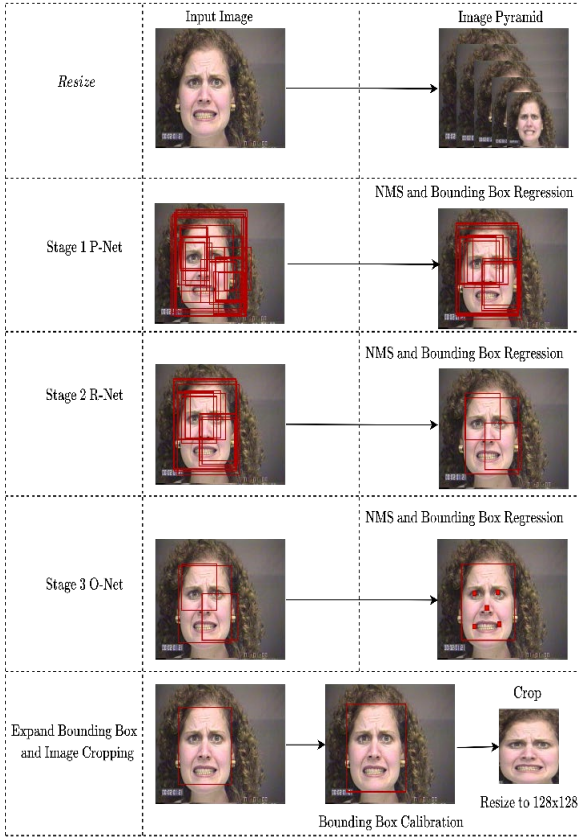 Input Image
Image Pyramid
Resize
NMS and Bounding Box Regression
Stage 1 P-Net
NMS and Bounding Box Regression
Stage 2 R-Net
NMS and Bounding Box Regression
Stage 3 O-Net
Crop
Expand Bounding Box
and Image Cropping
Resize to 128x128
Bounding Box Calibration